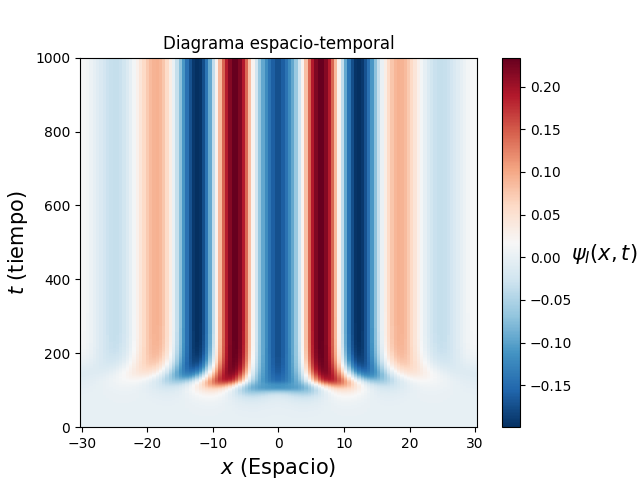 Diagrama espacio-temporal
1000
800
600
400
200
0
t (tiempo)
−30 −20 −10 0 10 20 30
x (Espacio)
0.20
0.15
0.10
0.05
0.00
−0.05
−0.10
−0.15
ψ_I(x, t)